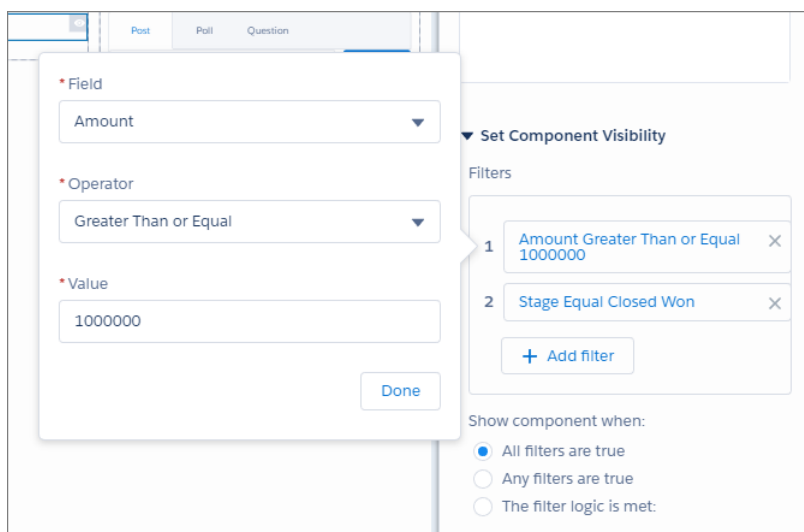 Post Poll Question
* Field
Amount
* Operator
Greater Than or Equal
* Value
1000000
Done
Set Component Visibility
Filters
1 Amount Greater Than or Equal
1000000
2 Stage Equal Closed Won
+ Add filter
Show component when:
All filters are true
Any filters are true
The filter logic is met: